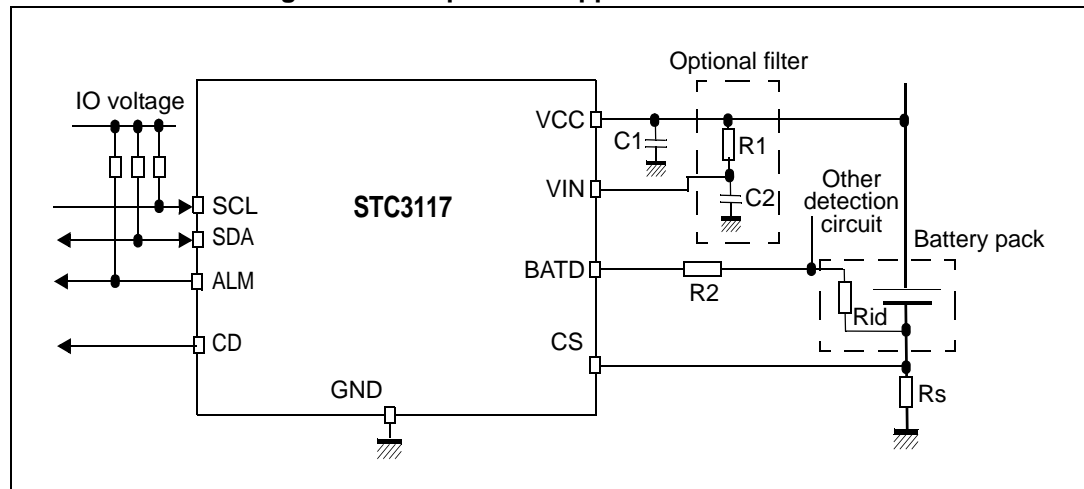 Optional filter
IO voltage
VCC
C1
R1
VIN
C2
Other
detection
circuit
SCL
STC3117
SDA
Battery pack
BATD
ALM
R2
Rid
CD
CS
GND
Rs